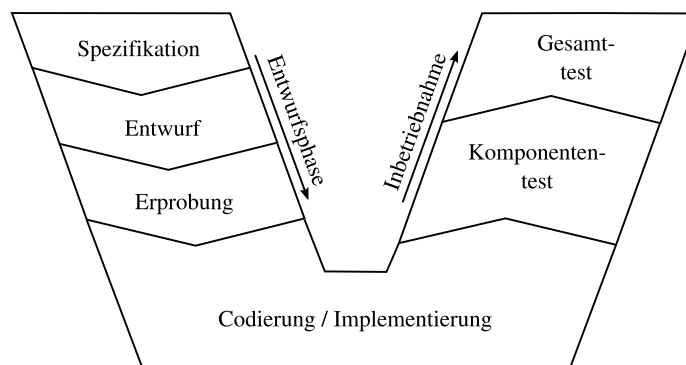 Spezifikation
Entwurf
Erprobung
Entwurfsphase
Inbetriebnahme
Gesamt-
test
Komponenten-
test
Codierung / Implementierung